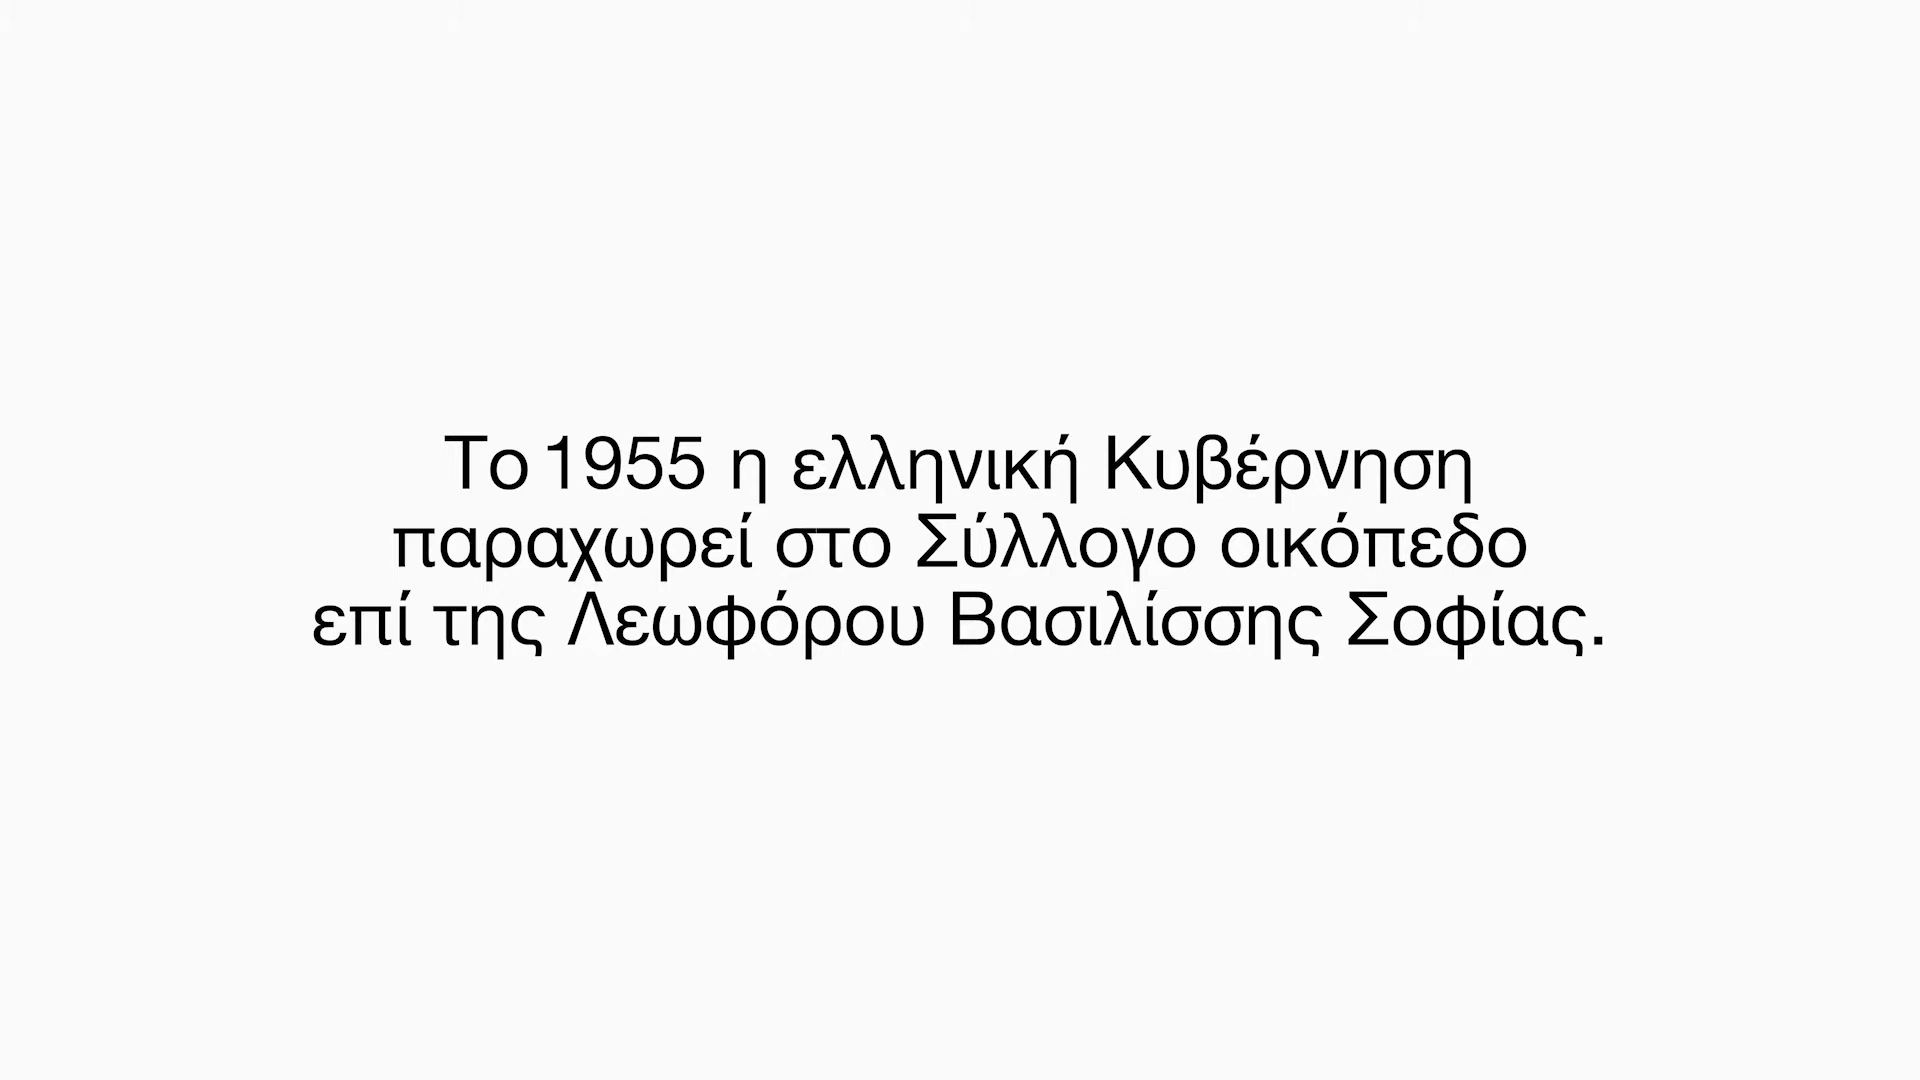 Το 1955 η ελληνική Κυβέρνηση
παραχωρεί στο Σύλλογο οικόπεδο
επί της Λεωφόρου Βασιλίσσης Σοφίας.